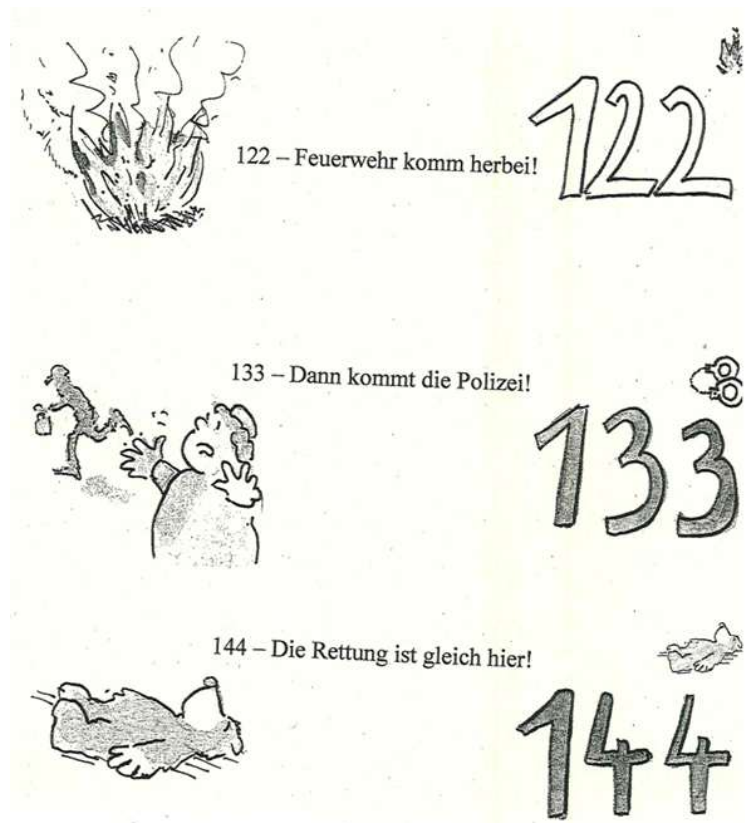 122 – Feuerwehr komm herbei!
122
133 – Dann kommt die Polizei!
133
144 – Die Rettung ist gleich hier!
144